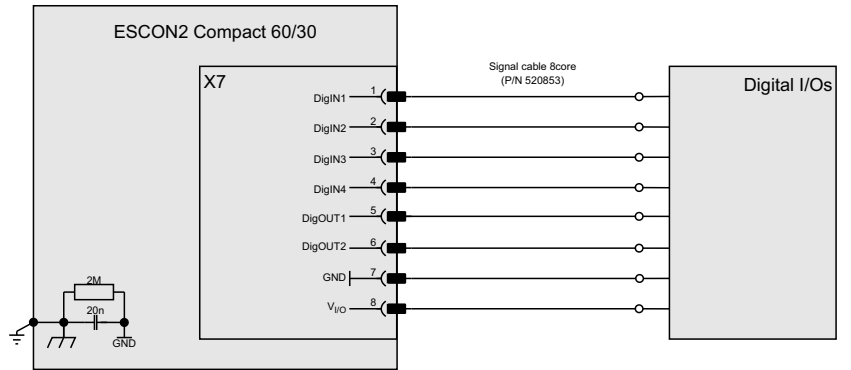 ESCON2 Compact 60/30
Signal cable 8core
(P/N 520853)
X7
Digital I/Os
DigIN1 1
DigIN2 2
DigIN3 3
DigIN4 4
DigOUT1 5
DigOUT2 6
GND 7
VI/O 8
2M
20n
GND